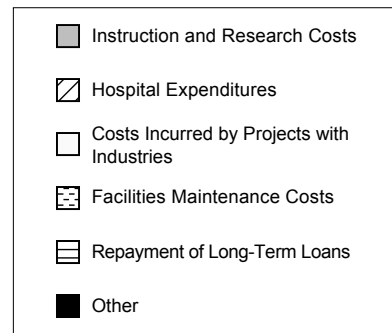 Instruction and Research Costs
Hospital Expenditures
Costs Incurred by Projects with
Industries
Facilities Maintenance Costs
Repayment of Long-Term Loans
Other